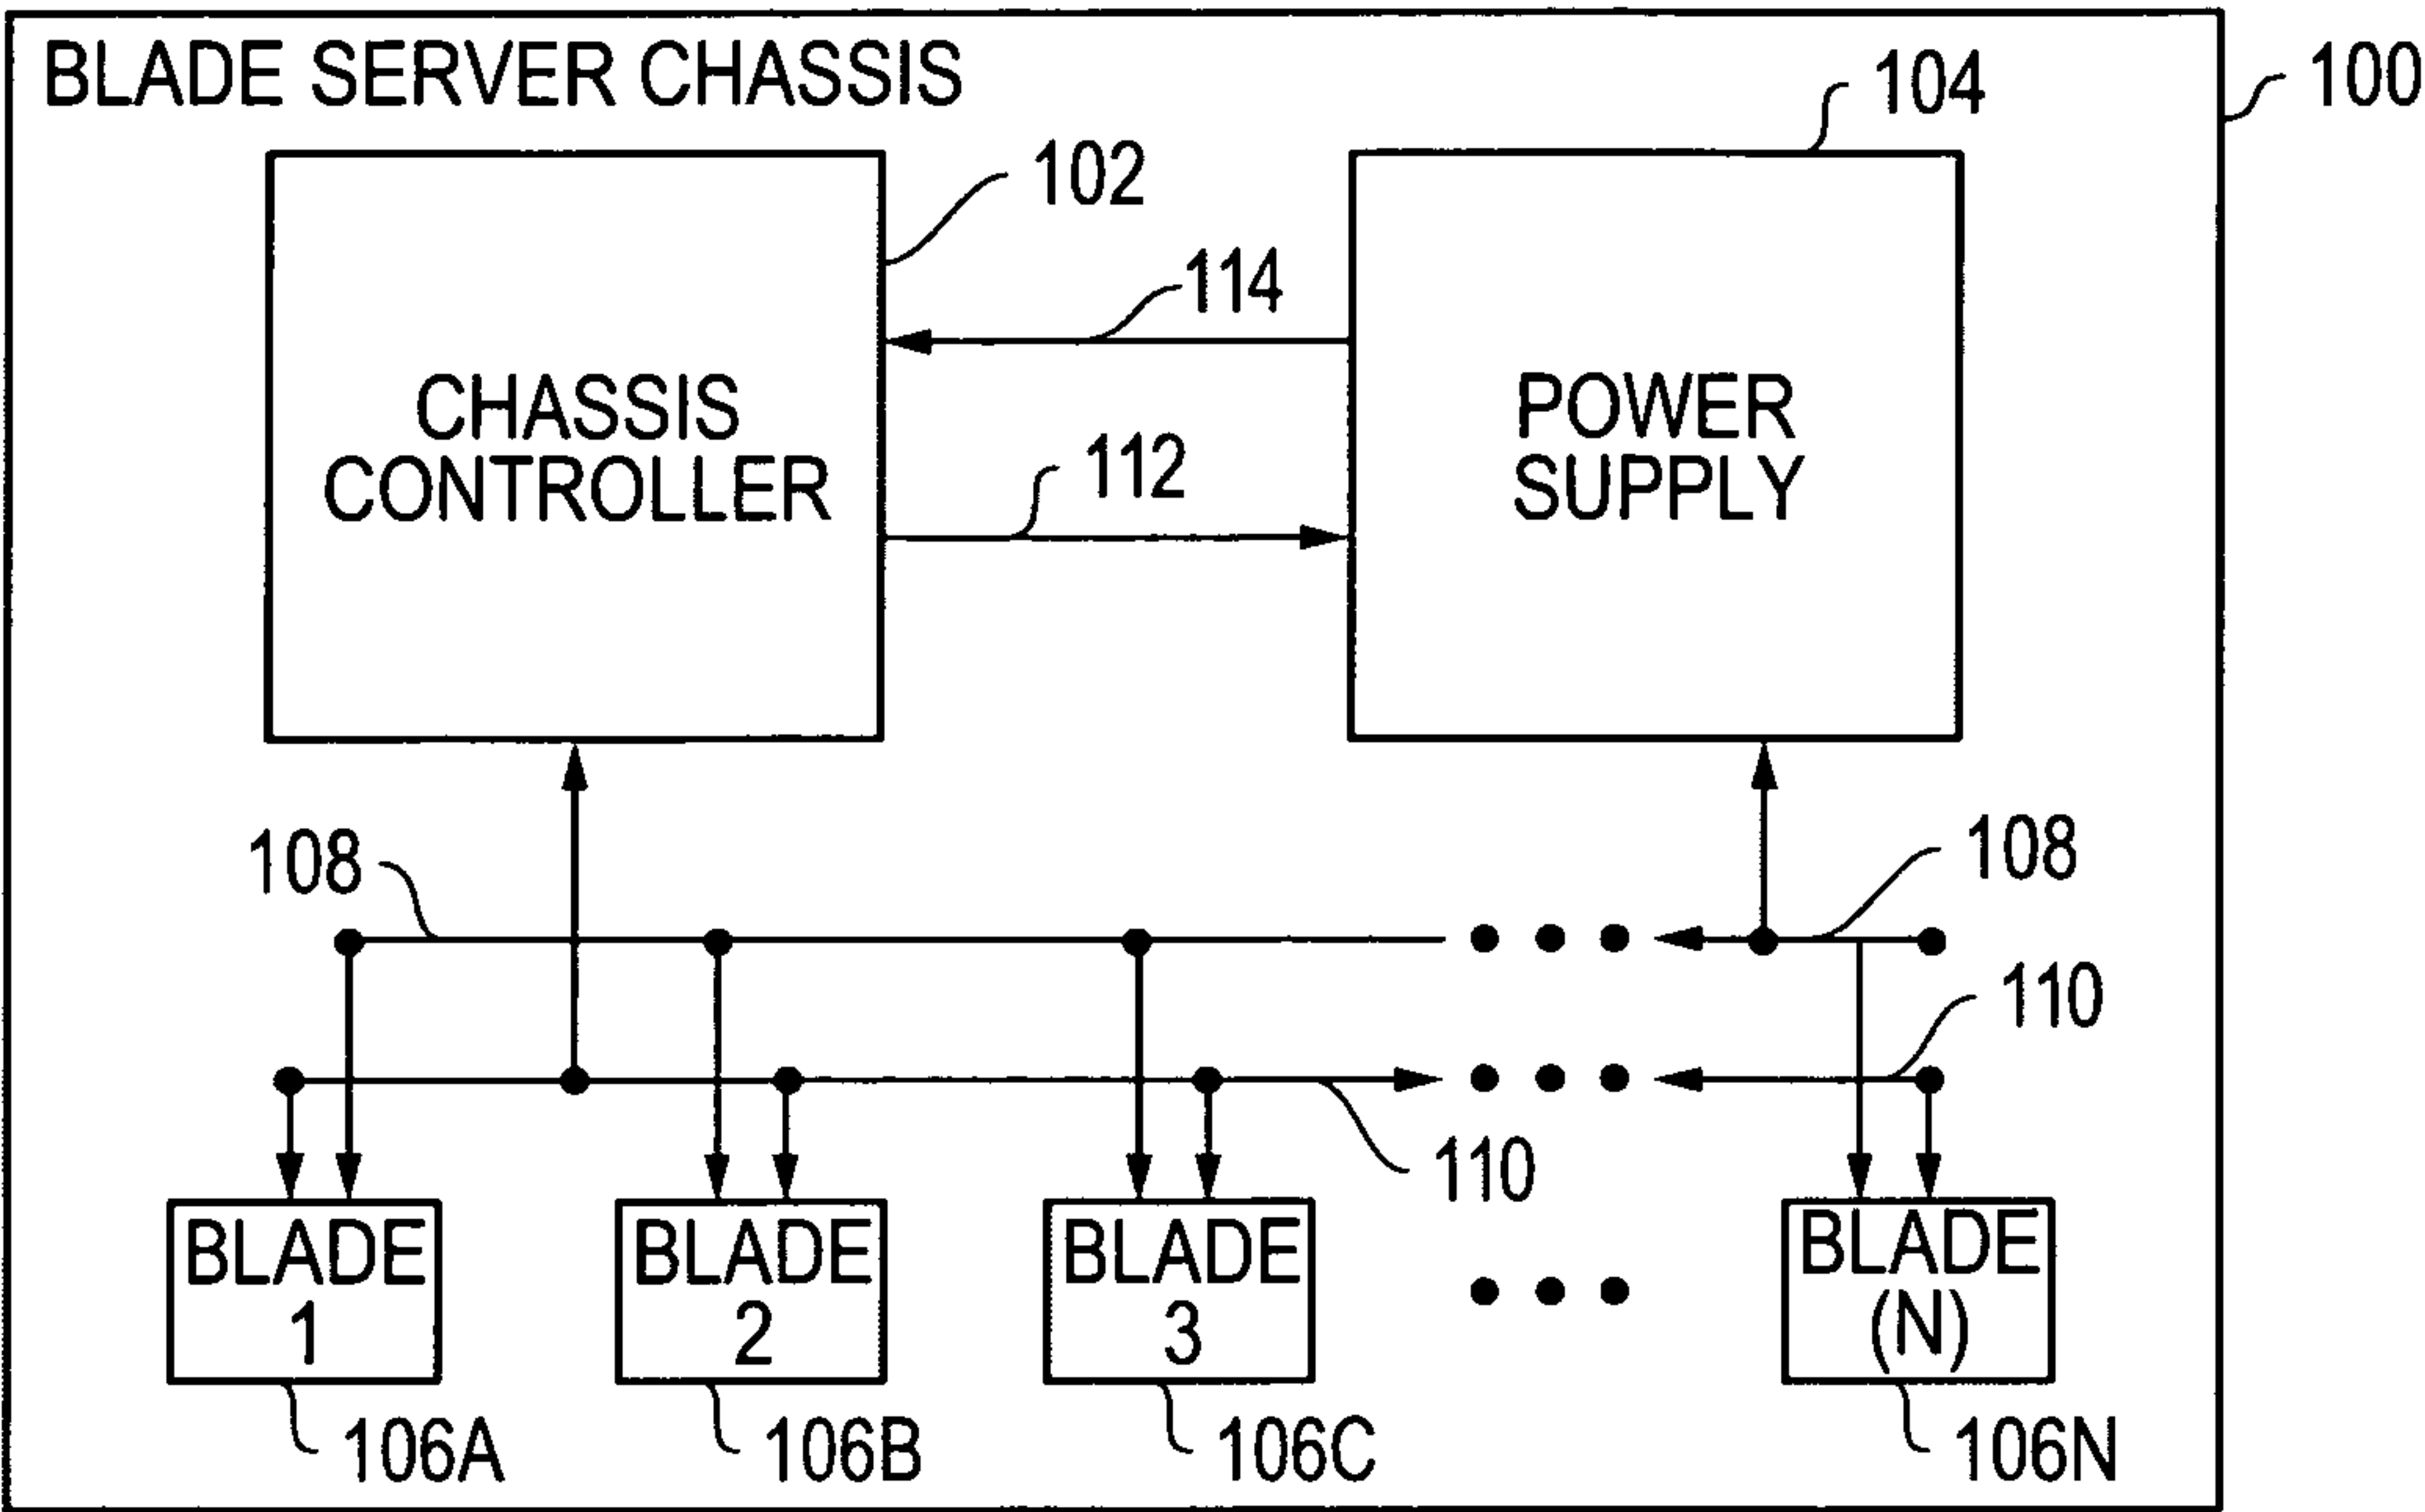 BLADE SERVER CHASSIS
100
104
102
114
CHASSIS
CONTROLLER
POWER
SUPPLY
112
108
108
110
110
BLADE
1
BLADE
2
BLADE
3
BLADE
(N)
106A
106B
106C
106N